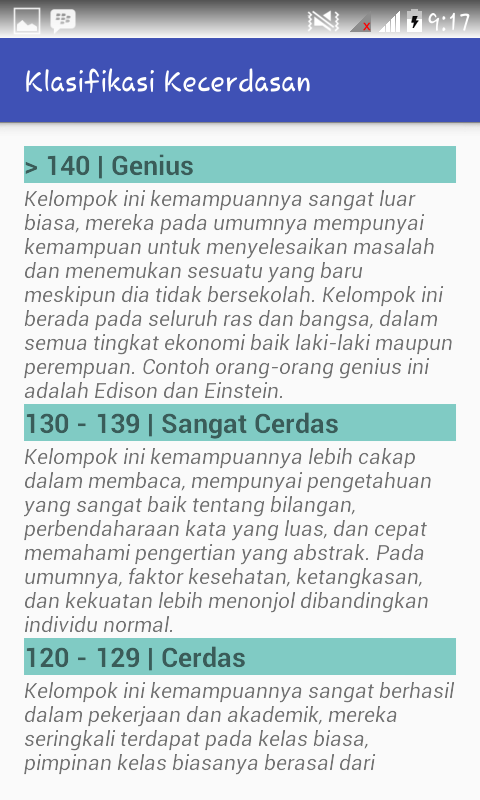 9:17
Klasifikasi Kecerdasan
> 140 | Genius
Kelompok ini kemampuannya sangat luar
biasa, mereka pada umumnya mempunyai
kemampuan untuk menyelesaikan masalah
dan menemukan sesuatu yang baru
meskipun dia tidak bersekolah. Kelompok ini
berada pada seluruh ras dan bangsa, dalam
semua tingkat ekonomi baik laki-laki maupun
perempuan. Contoh orang-orang genius ini
adalah Edison dan Einstein.
130 - 139 | Sangat Cerdas
Kelompok ini kemampuannya lebih cakap
dalam membaca, mempunyai pengetahuan
yang sangat baik tentang bilangan,
perbendaharaan kata yang luas, dan cepat
memahami pengertian yang abstrak. Pada
umumnya, faktor kesehatan, ketangkasan,
dan kekuatan lebih menonjol dibandingkan
individu normal.
120 - 129 | Cerdas
Kelompok ini kemampuannya sangat berhasil
dalam pekerjaan dan akademik, mereka
seringkali terdapat pada kelas biasa,
pimpinan kelas biasanya berasal dari